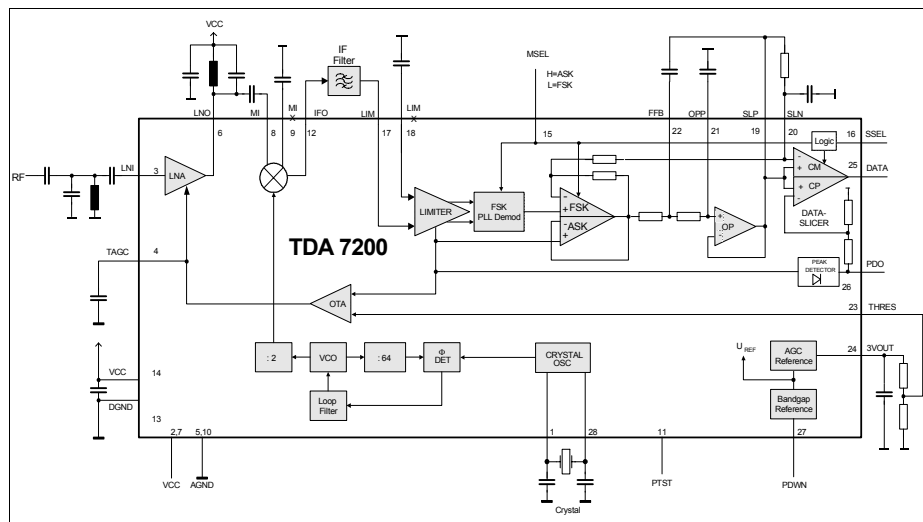 VCC
IF
Filter
MSEL
H=ASK
L=FSK
LNO
MI
MI
X
IFO
LIM
LIM
X
FFB
OPP
SLP
SLN
6
8
9
12
17
18
15
22
21
19
20
16
SSEL
Logic
LNI
3
RF
LNA
LIMITER
FSK
PLL Demod
-
+
FSK
-
ASK
+
+
OP
-
-
+
CM
+
CP
-
25
DATA
DATA-
SLICER
TDA 7200
TAGC
4
PEAK
DETECTOR
PDO
26
OTA
23
THRES
: 2
VCO
: 64
Φ
DET
CRYSTAL
OSC
U REF
AGC
Reference
24
3VOUT
VCC
14
Loop
Filter
Bandgap
Reference
DGND
13
2,7
5,10
1
28
11
27
VCC
AGND
Crystal
PTST
PDWN